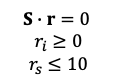 S · r = 0
rᵢ ≥ 0
rₛ ≤ 10